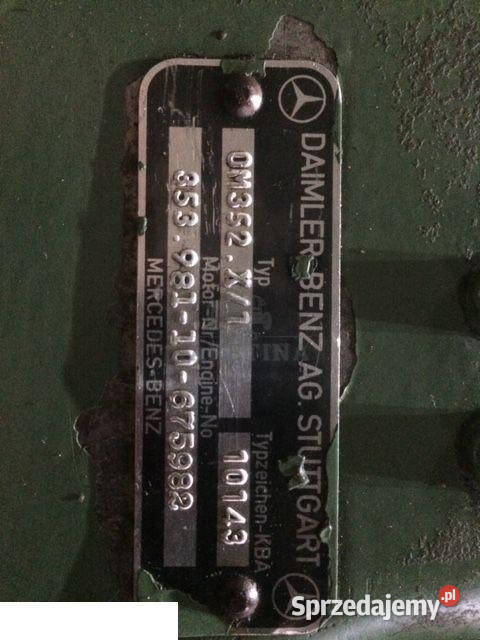 DAIMLER-BENZ AG. STUTTGART
Typ
Typzeichen-KBA
OM352.X/1
10143
Motor-Nr/Engine-No
353.981-10-675982
MERCEDES-BENZ
Sprzedajemy.pl